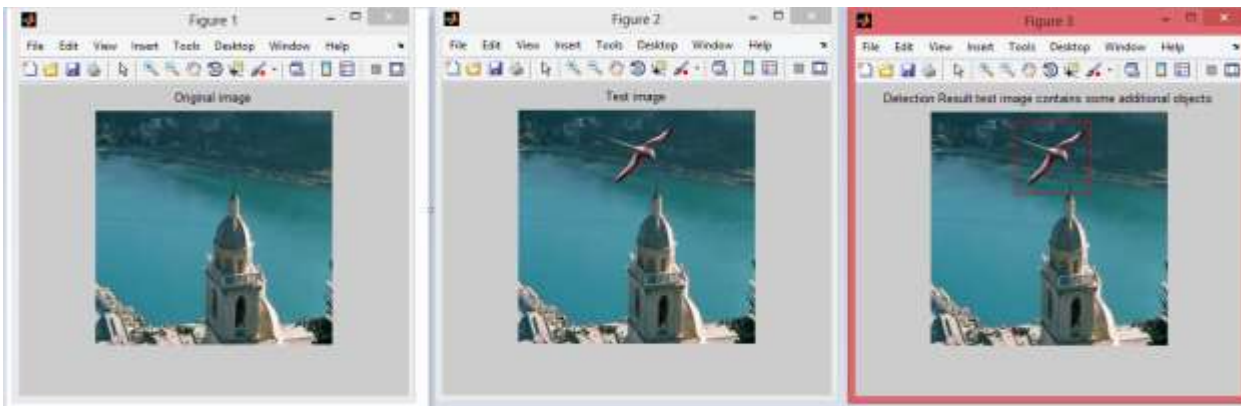 Figure 1
File Edit View Insert Tools Desktop Window Help
Original image
Figure 2
File Edit View Insert Tools Desktop Window Help
Test image
Figure 3
File Edit View Insert Tools Desktop Window Help
Detection Result test image contains some additional objects